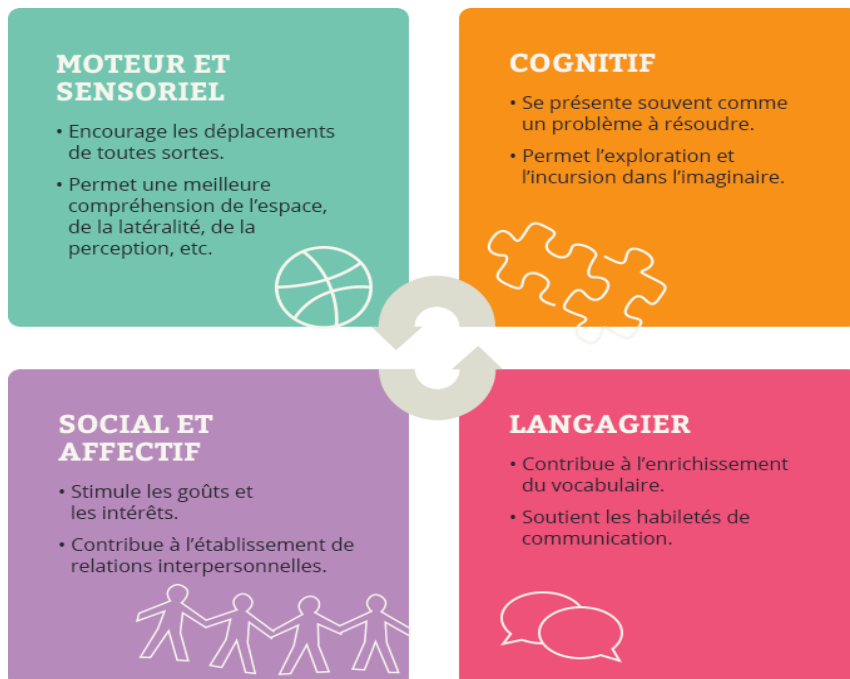 MOTEUR ET
SENSORIEL
• Encourage les déplacements
de toutes sortes.
• Permet une meilleure
compréhension de l'espace,
de la latéralité, de la
perception, etc.
COGNITIF
• Se présente souvent comme
un problème à résoudre.
• Permet l'exploration et
l'incursion dans l'imaginaire.
SOCIAL ET
AFFECTIF
• Stimule les goûts et
les intérêts.
• Contribue à l'établissement de
relations interpersonnelles.
LANGAGIER
• Contribue à l'enrichissement
du vocabulaire.
• Soutient les habiletés de
communication.